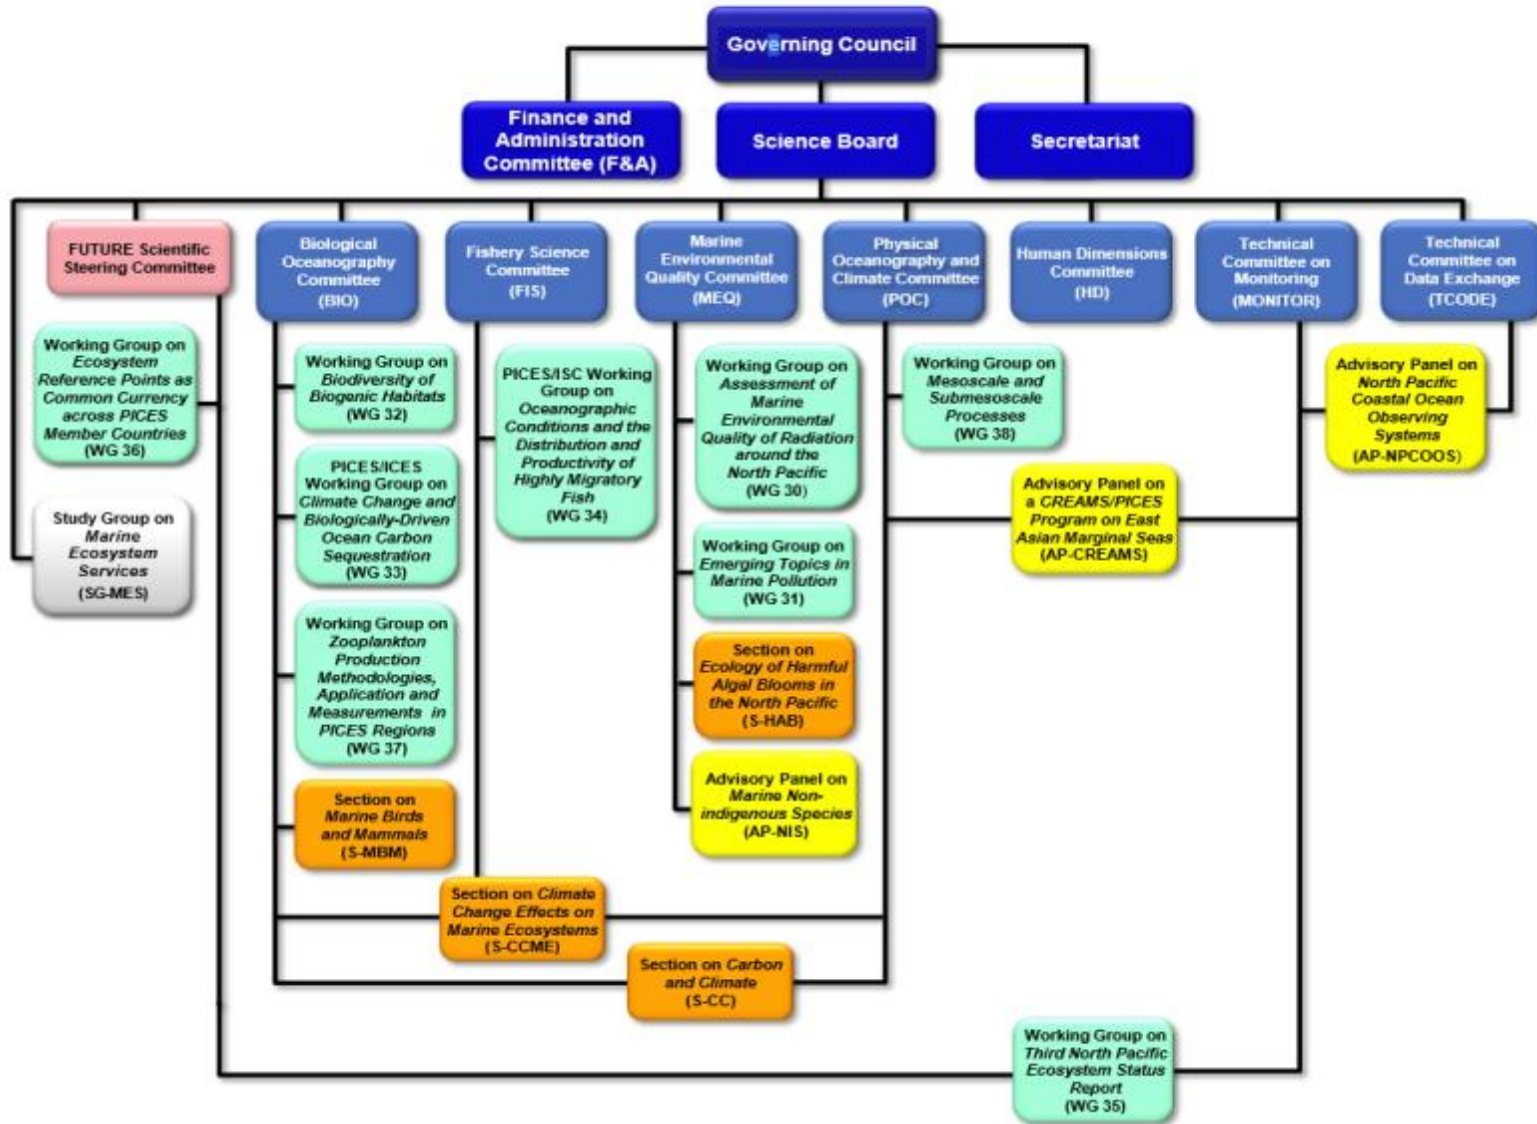 Governing Council
Finance and
Administration
Committee (F&A)
Science Board
Secretariat
FUTURE Scientific
Steering Committee
Biological
Oceanography
Committee
(BIO)
Fishery Science
Committee
(FIS)
Marine
Environmental
Quality Committee
(MEQ)
Physical
Oceanography and
Climate Committee
(POC)
Human Dimensions
Committee
(HD)
Technical
Committee on
Monitoring
(MONITOR)
Technical
Committee on
Data Exchange
(TCODE)
Working Group on
Ecosystem
Reference Points as
Common Currency
across PICES
Member Countries
(WG 36)
Study Group on
Marine
Ecosystem
Services
(SG-MES)
Working Group on
Biodiversity of
Biogenic Habitats
(WG 32)
PICES/ICES
Working Group on
Climate Change and
Biologically-Driven
Ocean Carbon
Sequestration
(WG 33)
Working Group on
Zooplankton
Production
Methodologies,
Application and
Measurements in
PICES Regions
(WG 37)
Section on
Marine Birds
and Mammals
(S-MBM)
PICES/ISC Working
Group on
Oceanographic
Conditions and the
Distribution and
Productivity of
Highly Migratory
Fish
(WG 34)
Working Group on
Assessment of
Marine
Environmental
Quality of Radiation
around the
North Pacific
(WG 30)
Working Group on
Emerging Topics in
Marine Pollution
(WG 31)
Section on
Ecology of Harmful
Algal Blooms in
the North Pacific
(S-HAB)
Advisory Panel on
Marine Non-
indigenous Species
(AP-NIS)
Working Group on
Mesoscale and
Submesoscale
Processes
(WG 38)
Advisory Panel on
a CREAMS/PICES
Program on East
Asian Marginal Seas
(AP-CREAMS)
Advisory Panel on
North Pacific
Coastal Ocean
Observing
Systems
(AP-NPCOOS)
Section on Climate
Change Effects on
Marine Ecosystems
(S-CCME)
Section on Carbon
and Climate
(S-CC)
Working Group on
Third North Pacific
Ecosystem Status
Report
(WG 35)